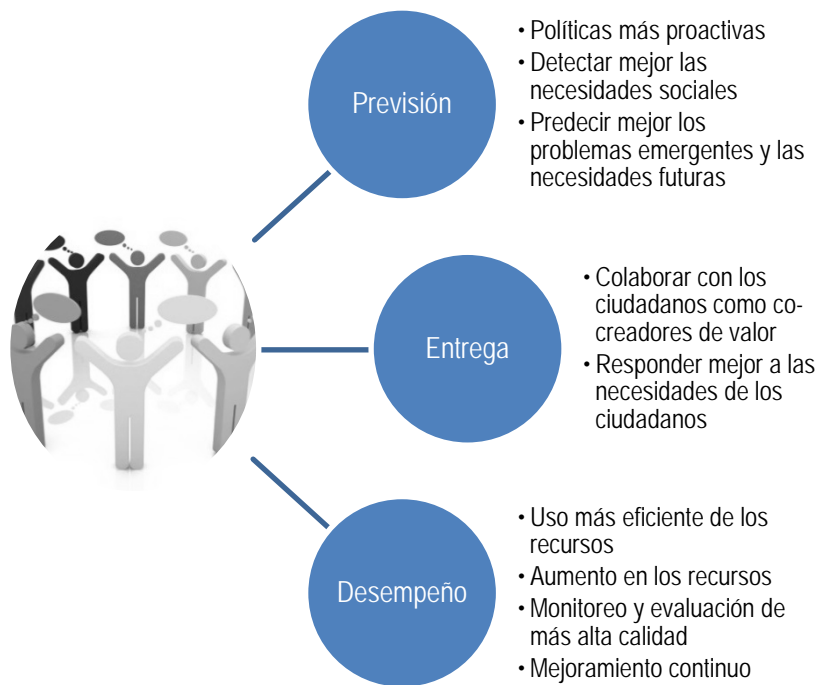 Previsión
• Políticas más proactivas
• Detectar mejor las
necesidades sociales
• Predecir mejor los
problemas emergentes y las
necesidades futuras
Entrega
• Colaborar con los
ciudadanos como co-
creadores de valor
• Responder mejor a las
necesidades de los
ciudadanos
Desempeño
• Uso más eficiente de los
recursos
• Aumento en los recursos
• Monitoreo y evaluación de
más alta calidad
• Mejoramiento continuo